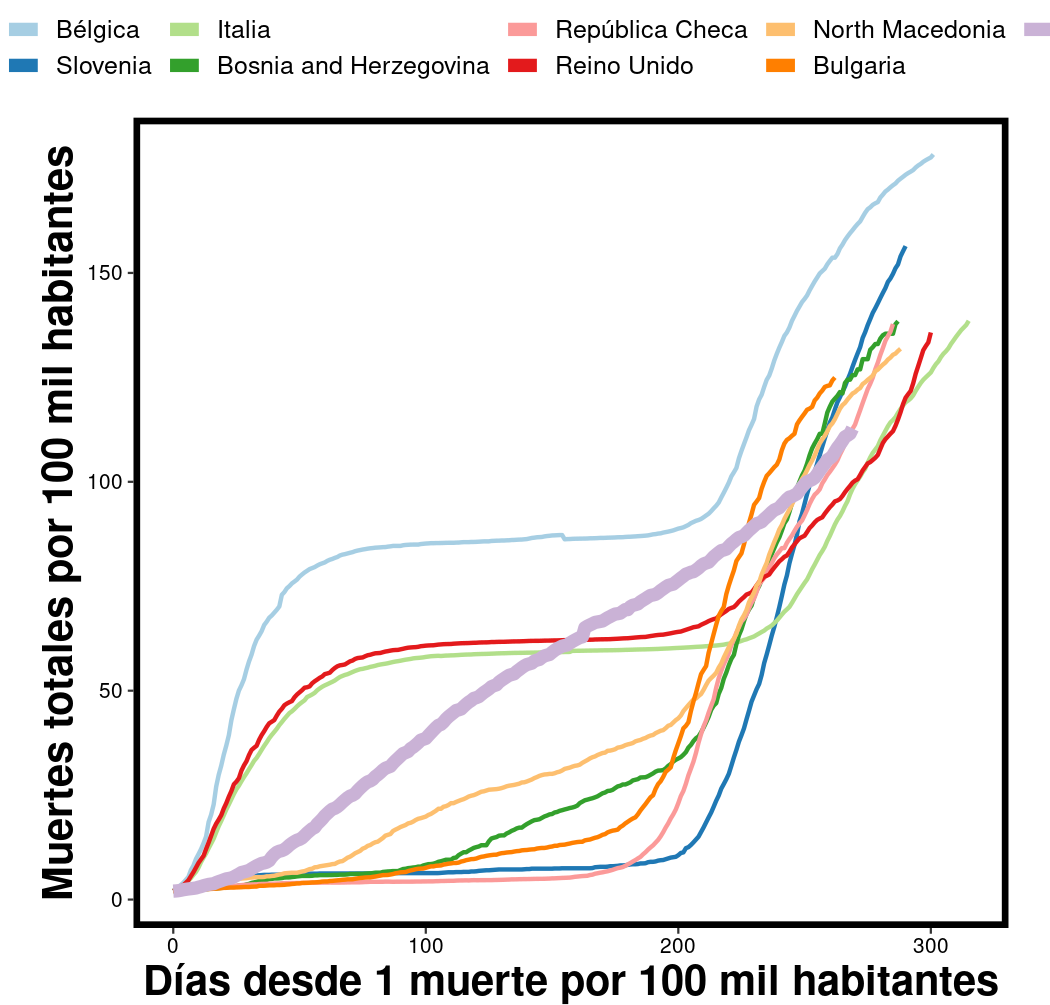 Bélgica Italia República Checa North Macedonia
Slovenia Bosnia and Herzegovina Reino Unido Bulgaria
Muertes totales por 100 mil habitantes
150
100
50
0
0 100 200 300
Días desde 1 muerte por 100 mil habitantes